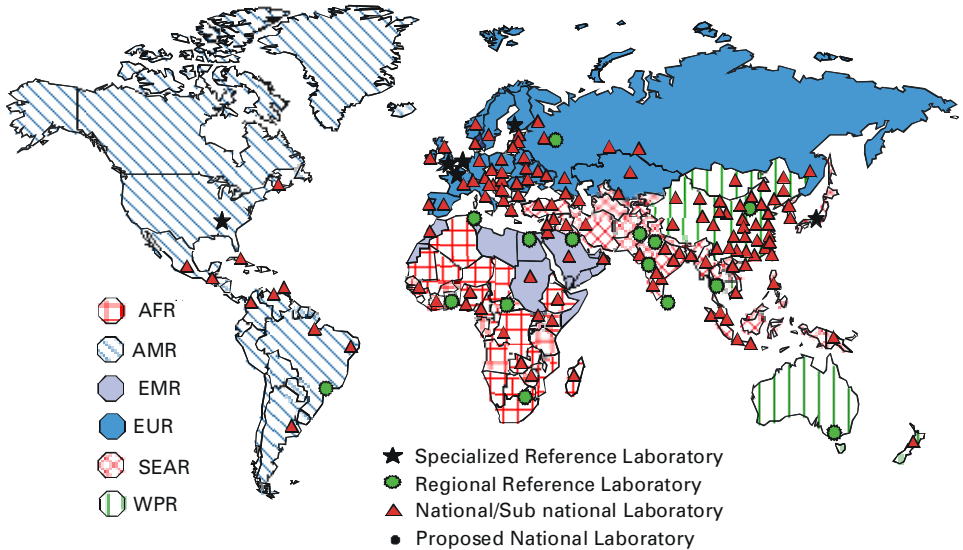 AFR
AMR
EMR
EUR
SEAR
WPR
Specialized Reference Laboratory
Regional Reference Laboratory
National/Sub national Laboratory
Proposed National Laboratory